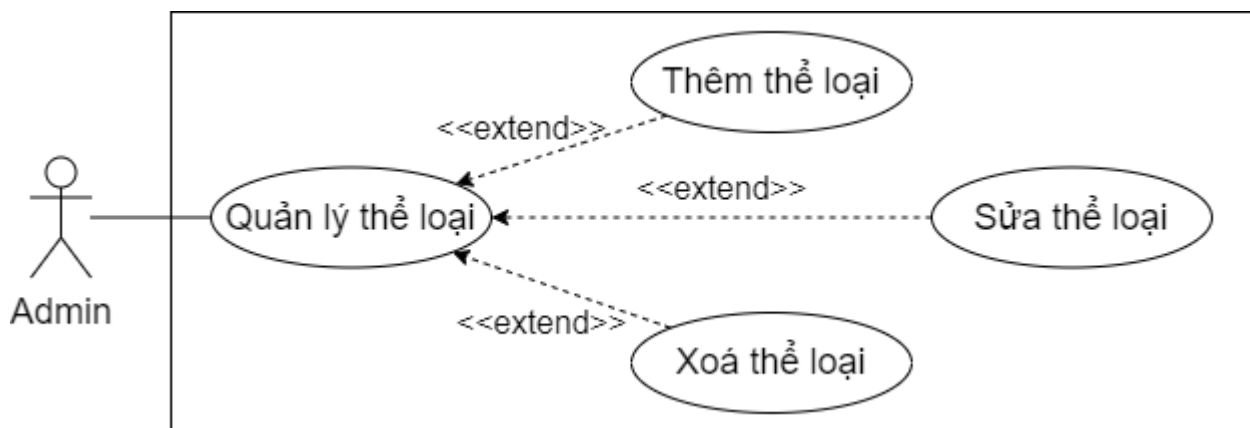 Thêm thể loại
<<extend>>
<<extend>>
Quản lý thể loại
Sửa thể loại
Admin
<<extend>>
Xoá thể loại